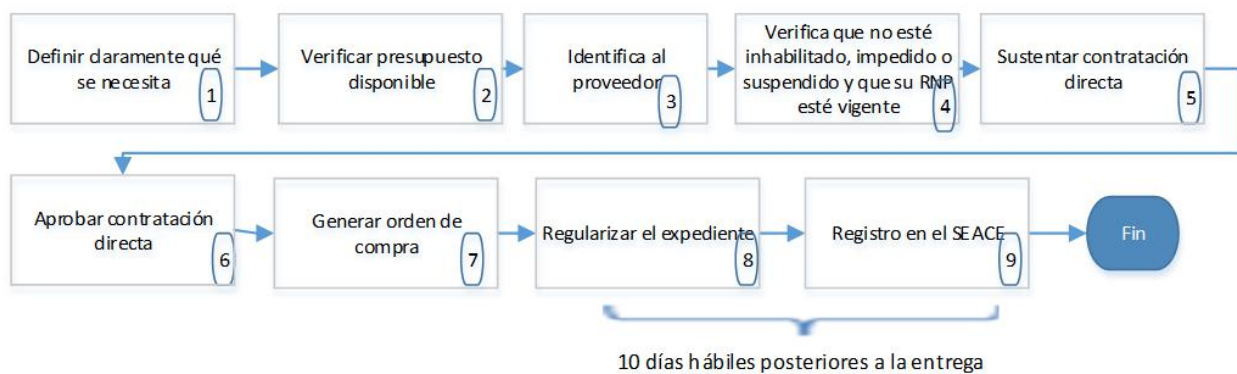 Definir claramente qué
se necesita
1
Verificar presupuesto
disponible
2
Identifica al
proveedor
3
Verifica que no esté
inhabilitado, impedido o
suspendido y que su RNP
esté vigente
4
Sustentar contratación
directa
5
Aprobar contratación
directa
6
Generar orden de
compra
7
Regularizar el expediente
8
Registro en el SEACE
9
Fin
10 días hábiles posteriores a la entrega